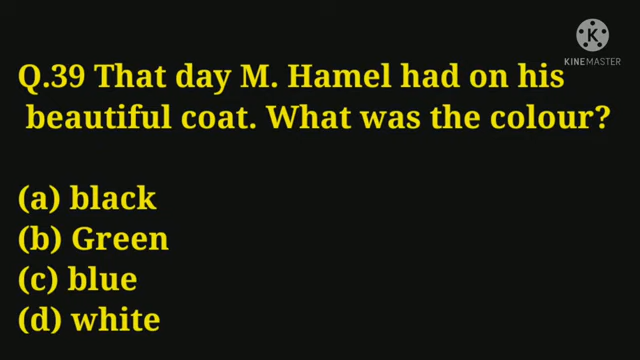 K
KINEMASTER
Q.39 That day M. Hamel had on his
beautiful coat. What was the colour?
(a) black
(b) Green
(c) blue
(d) white